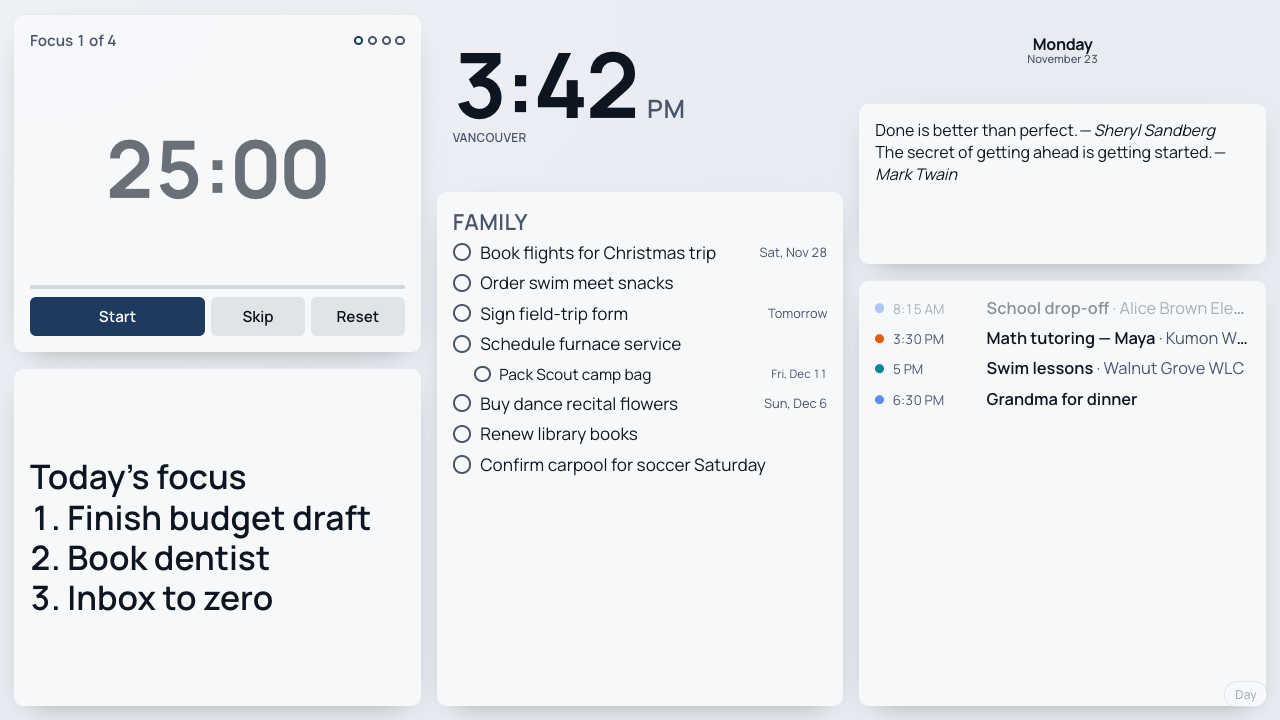 Focus 1 of 4
25:00
Start
Skip
Reset
Today's focus
1. Finish budget draft
2. Book dentist
3. Inbox to zero
3:42 PM
VANCOUVER
FAMILY
Book flights for Christmas trip Sat, Nov 28
Order swim meet snacks
Sign field-trip form Tomorrow
Schedule furnace service
Pack Scout camp bag Fri, Dec 11
Buy dance recital flowers Sun, Dec 6
Renew library books
Confirm carpool for soccer Saturday
Monday
November 23
Done is better than perfect. — Sheryl Sandberg
The secret of getting ahead is getting started. —
Mark Twain
8:15 AM School drop-off · Alice Brown Ele…
3:30 PM Math tutoring — Maya · Kumon W…
5 PM Swim lessons · Walnut Grove WLC
6:30 PM Grandma for dinner
Day